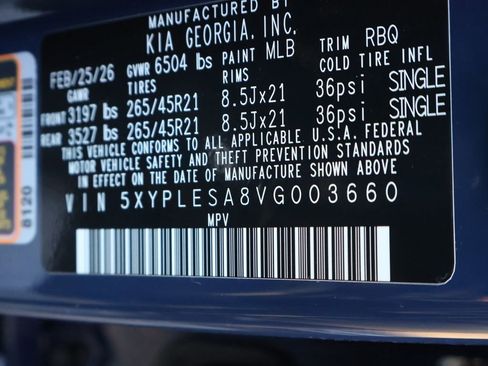 MANUFACTURED BY
KIA GEORGIA, INC.
FEB/25/26 GVWR 6504 lbs PAINT MLB TRIM RBQ
GAWR TIRES RIMS COLD TIRE INFL
FRONT 3197 lbs 265/45R21 8.5Jx21 36psi SINGLE
REAR 3527 lbs 265/45R21 8.5Jx21 36psi SINGLE
THIS VEHICLE CONFORMS TO ALL APPLICABLE U.S.A. FEDERAL
MOTOR VEHICLE SAFETY AND THEFT PREVENTION STANDARDS
IN EFFECT ON THE DATE OF MANUFACTURE SHOWN ABOVE
VIN 5XYPLESA8VG003660
MPV
8120